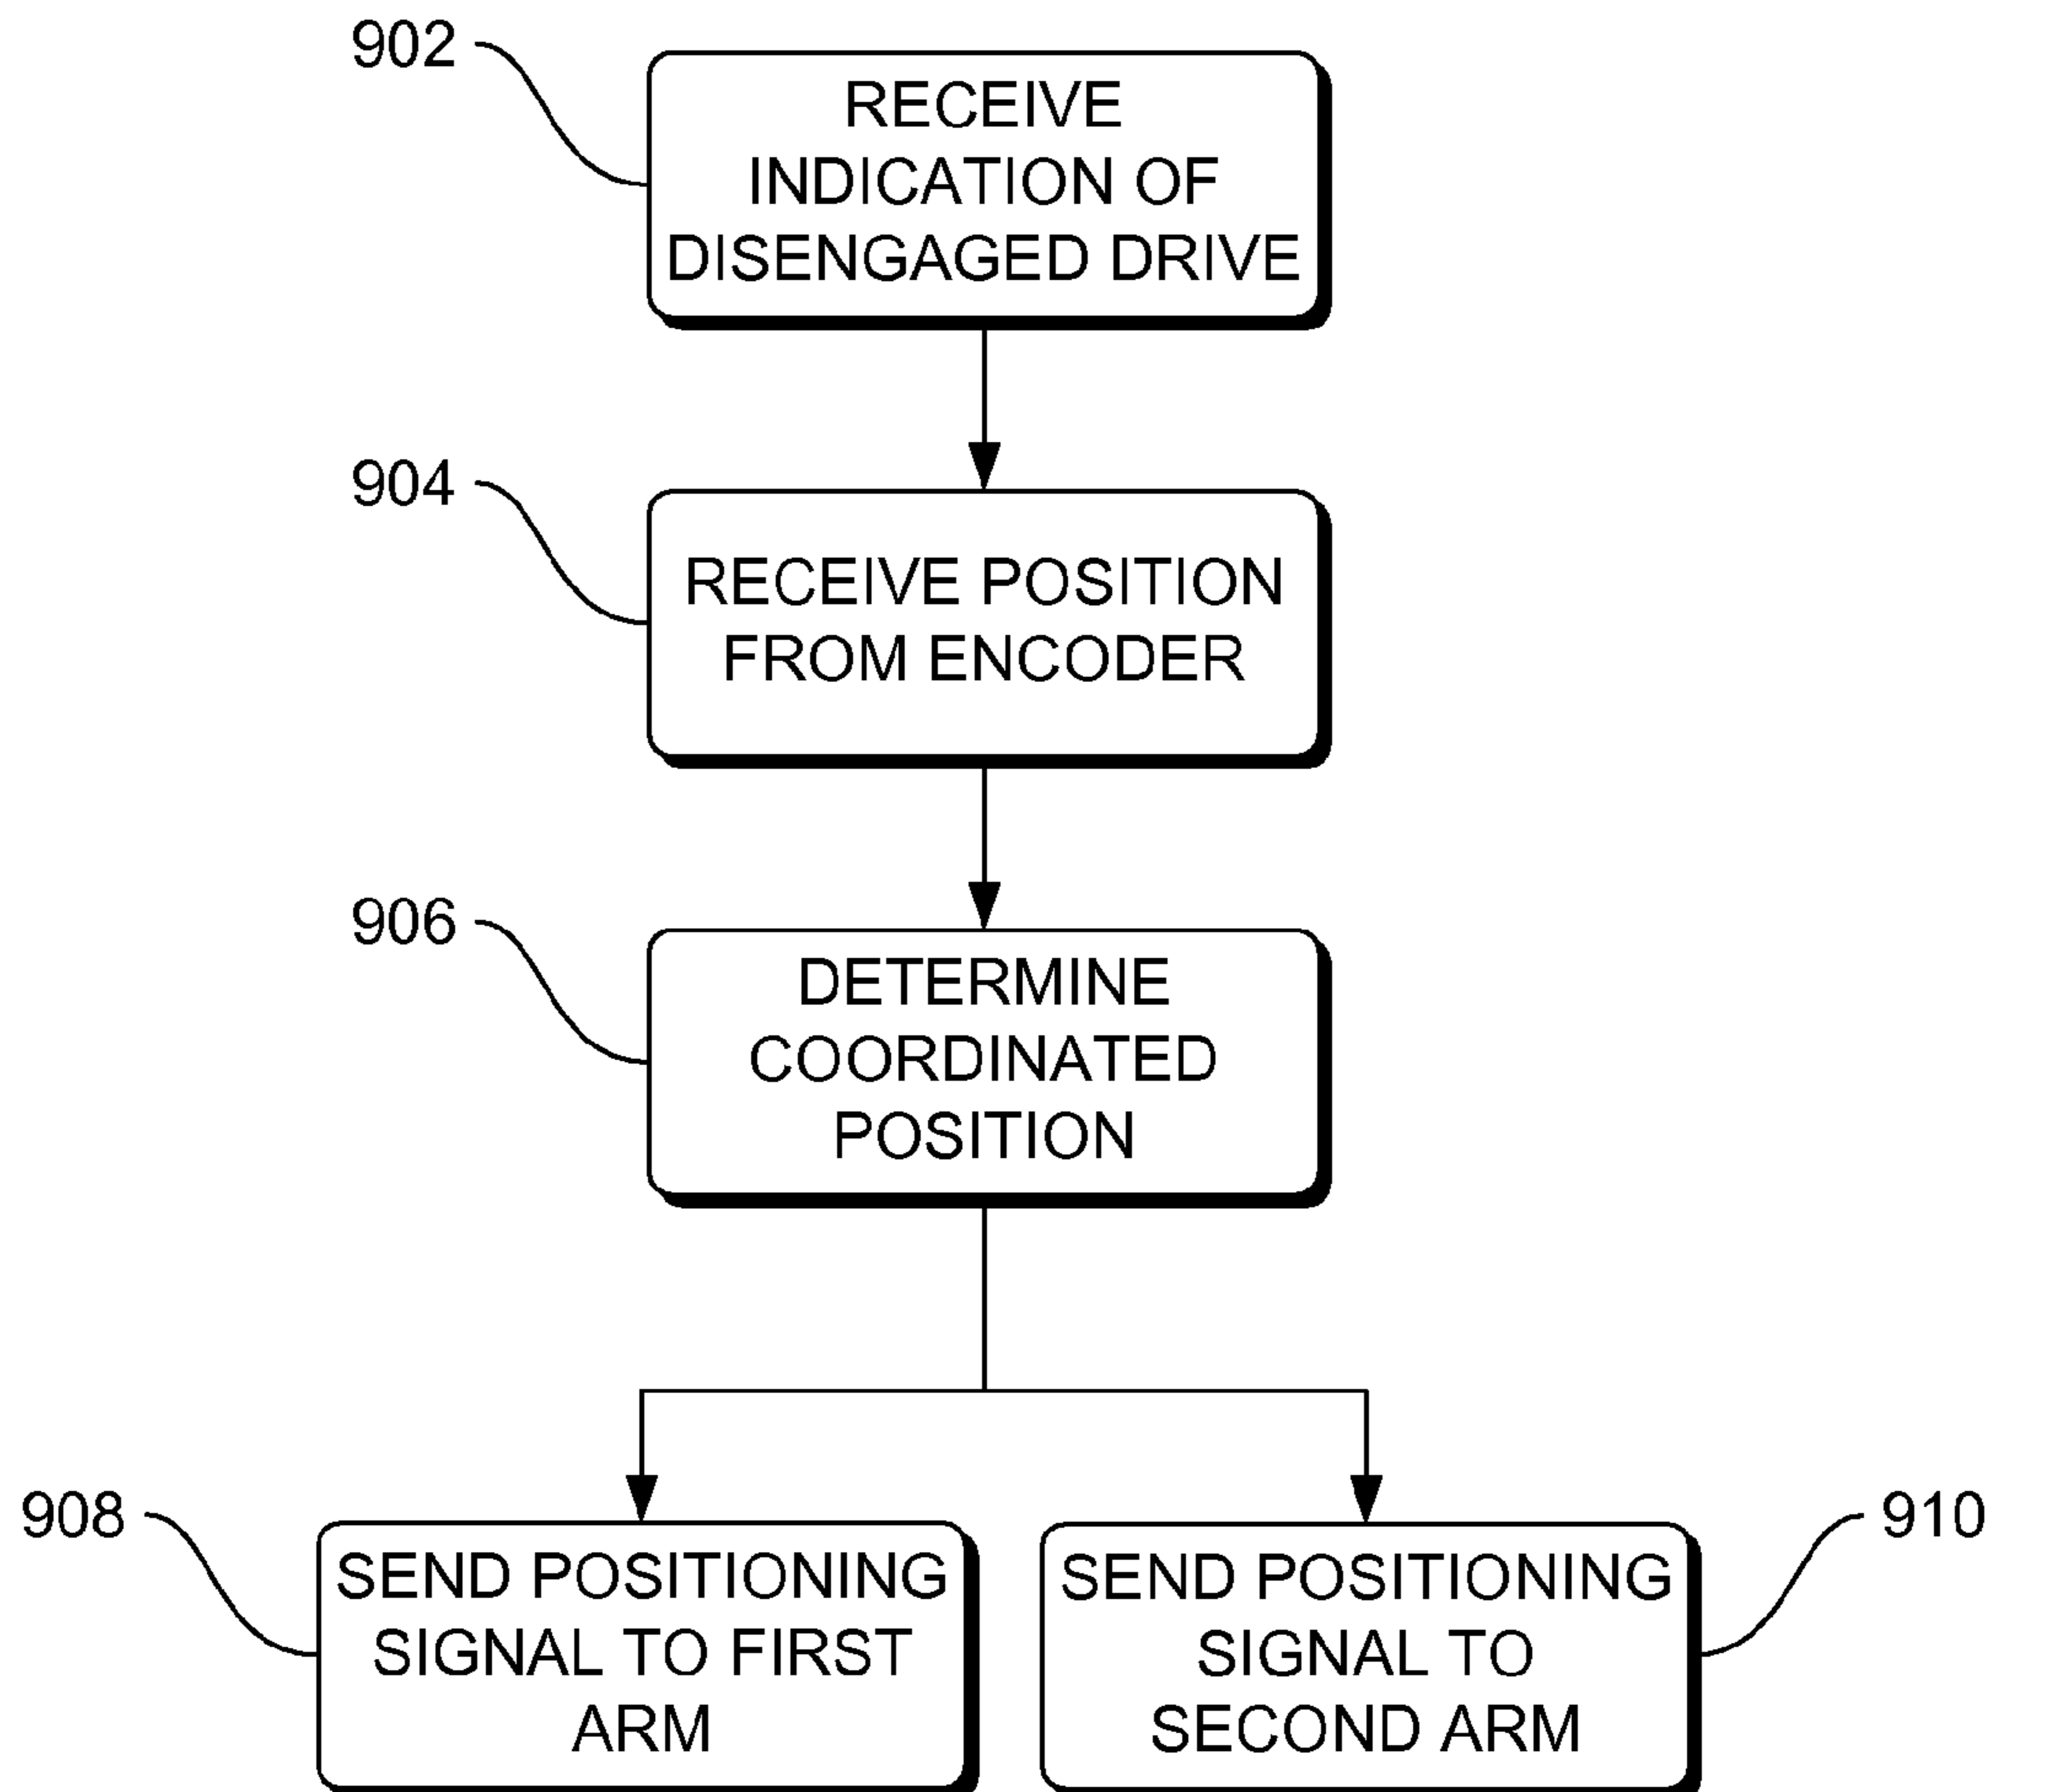 902
RECEIVE
INDICATION OF
DISENGAGED DRIVE
904
RECEIVE POSITION
FROM ENCODER
906
DETERMINE
COORDINATED
POSITION
908
SEND POSITIONING
SIGNAL TO FIRST
ARM
SEND POSITIONING
SIGNAL TO
SECOND ARM
910